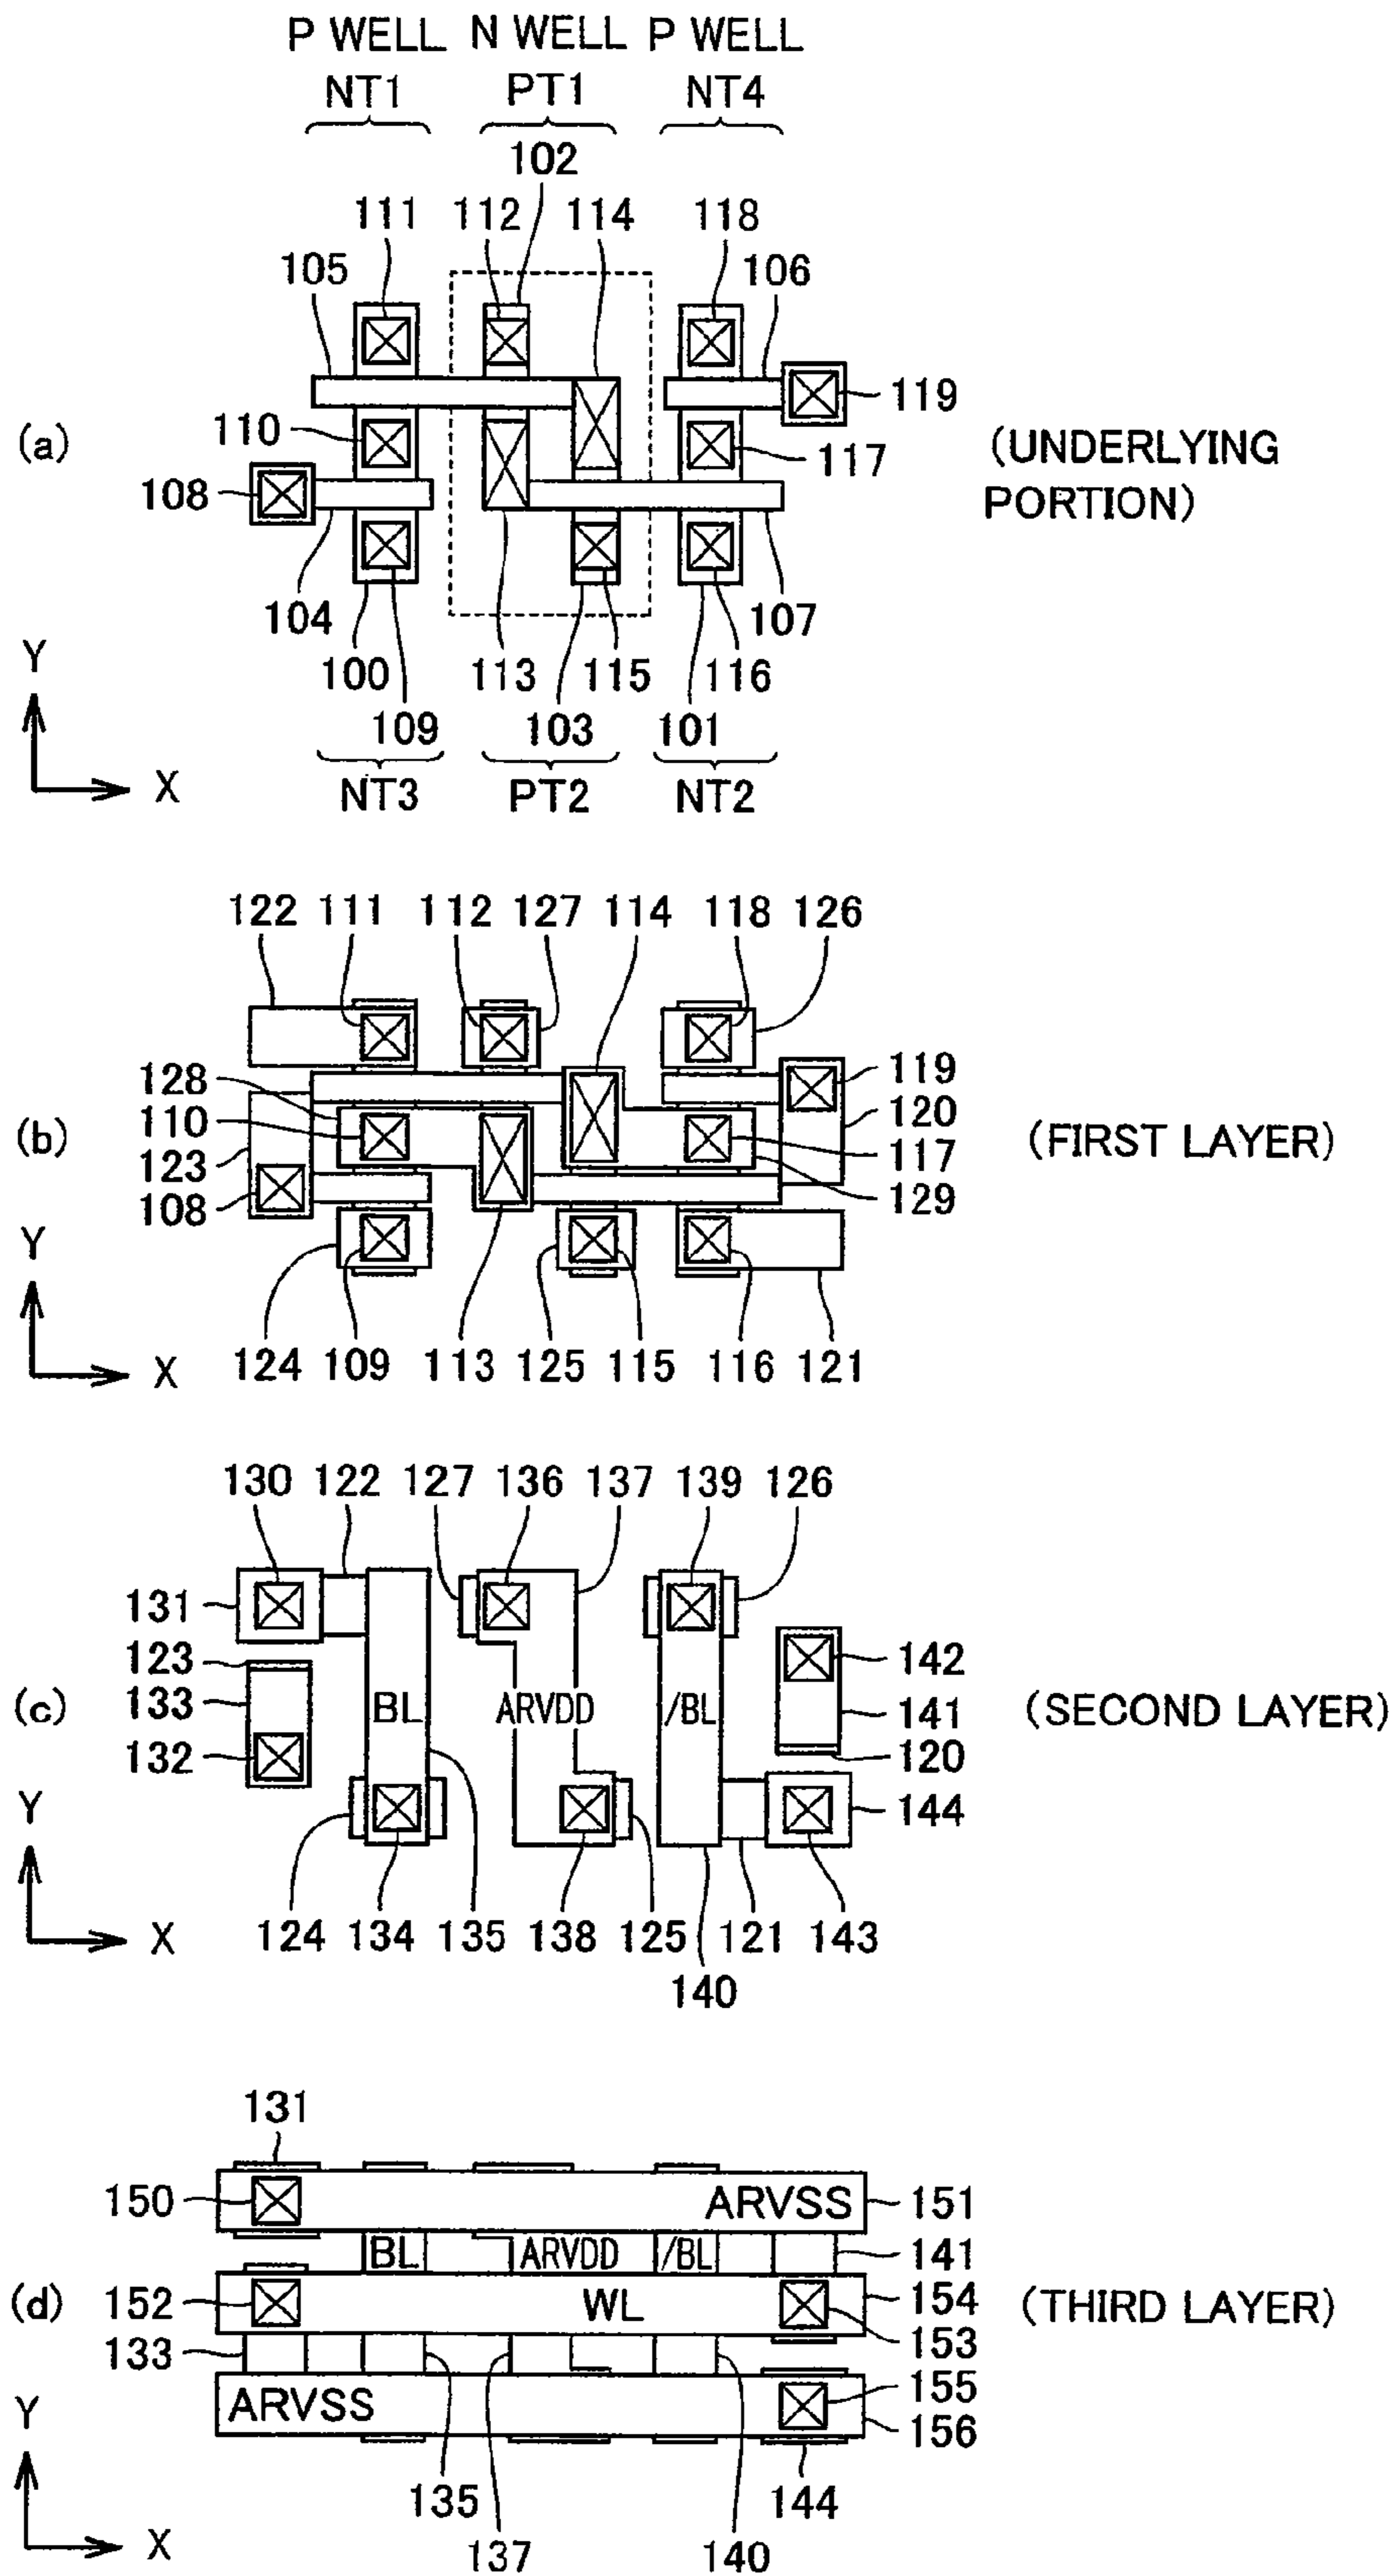 P WELL N WELL P WELL
NT1 PT1 NT4
102
111 112 114 118
105 106
119
(a) 110 117 (UNDERLYING
PORTION)
108
104 107
Y 100 113 115 116
109 103 101
X NT3 PT2 NT2
122 111 112 127 114 118 126
128 119
(b) 110 120 (FIRST LAYER)
123 117
108 129
Y
X 124 109 113 125 115 116 121
130 122 127 136 137 139 126
131
123 142
(c) 133 BL ARVDD /BL 141 (SECOND LAYER)
132 120
Y 144
X 124 134 135 138 125 121 143
140
131
150 ARVSS 151
BL ARVDD /BL 141
(d) 152 WL 154 (THIRD LAYER)
133 153
ARVSS 155
Y 156
135 144
X 137 140